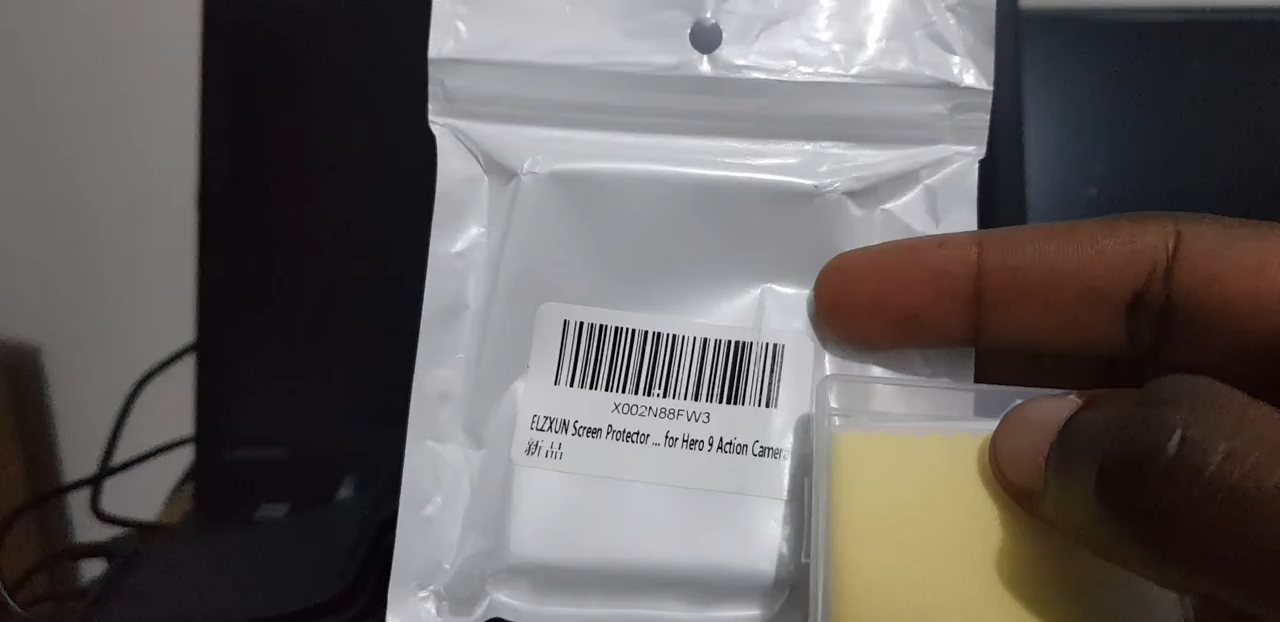 X002N88FW3
ELZXUN Screen Protector ... for Hero 9 Action Camera
新品